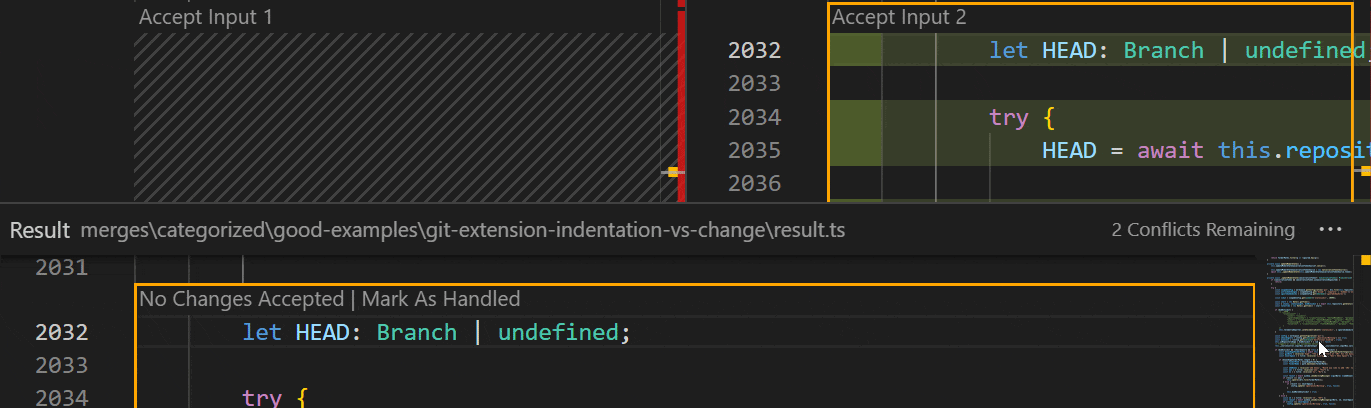 Accept Input 1
Accept Input 2
2032 let HEAD: Branch | undefined
2033
2034 try {
2035 HEAD = await this.reposit
2036
Result merges\categorized\good-examples\git-extension-indentation-vs-change\result.ts 2 Conflicts Remaining ···
2031
No Changes Accepted | Mark As Handled
2032 let HEAD: Branch | undefined;
2033
2034 try {